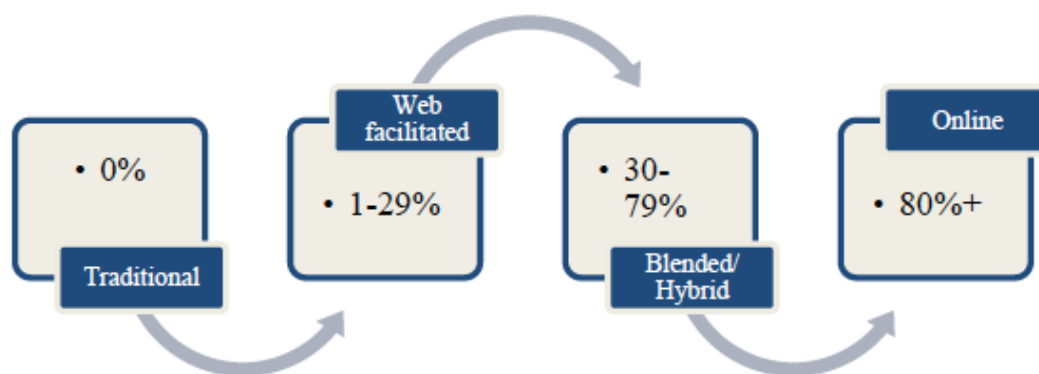 • 0%
Traditional
Web
facilitated
• 1-29%
• 30-
79%
Blended/
Hybrid
Online
• 80%+